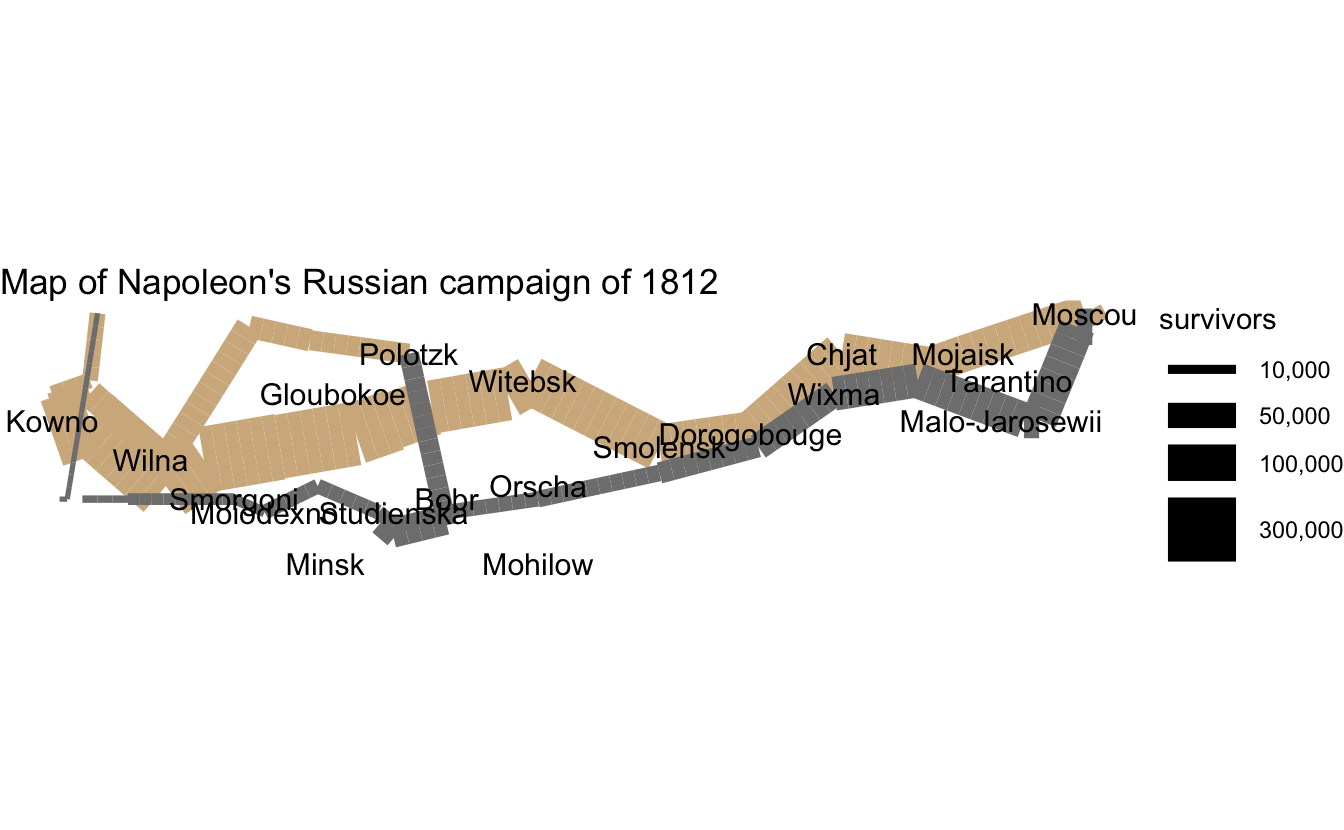 Map of Napoleon's Russian campaign of 1812
Moscou
survivors
Polotzk
Chjat
Mojaisk
10,000
Witebsk
Tarantino
Gloubokoe
Wixma
50,000
Kowno
Malo-Jarosewii
Dorogobouge
Smolensk
Wilna
100,000
Orscha
Smorgoni
Bobr
Molodexno
Studienska
300,000
Minsk
Mohilow